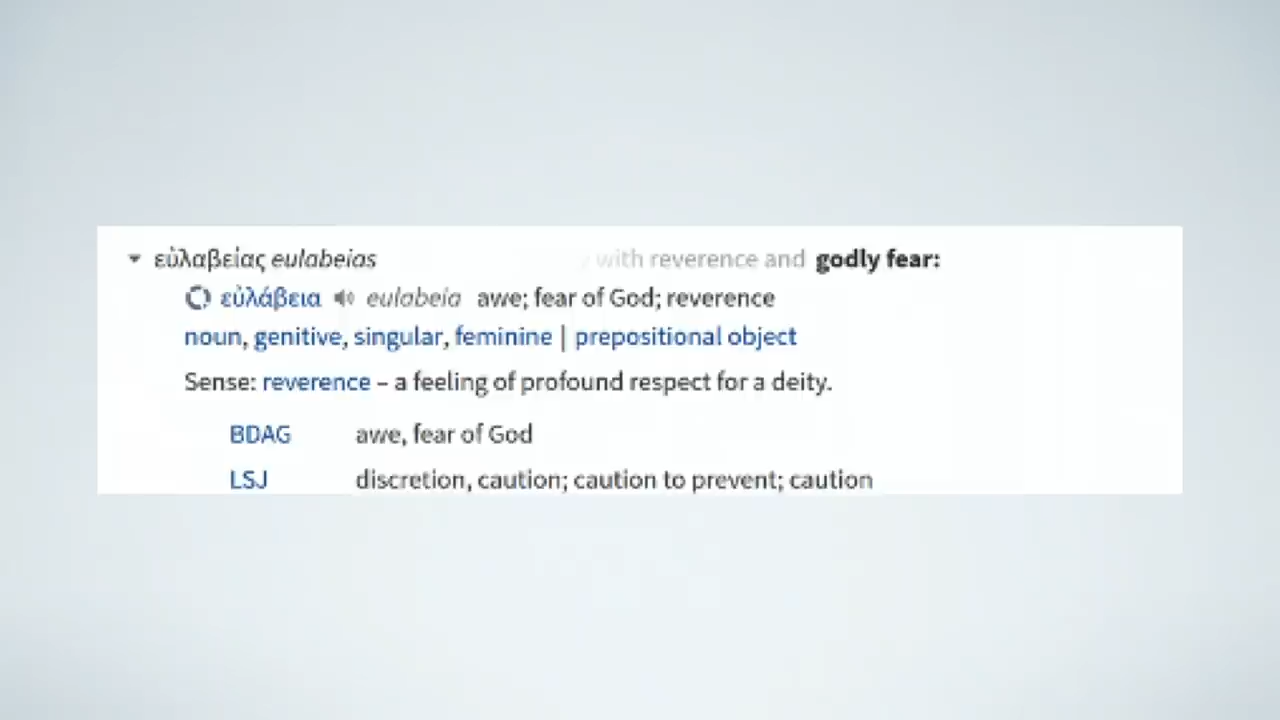 εὐλαβείας eulabeias with reverence and godly fear:
εὐλάβεια eulabeia awe; fear of God; reverence
noun, genitive, singular, feminine | prepositional object
Sense: reverence – a feeling of profound respect for a deity.
BDAG awe, fear of God
LSJ discretion, caution; caution to prevent; caution